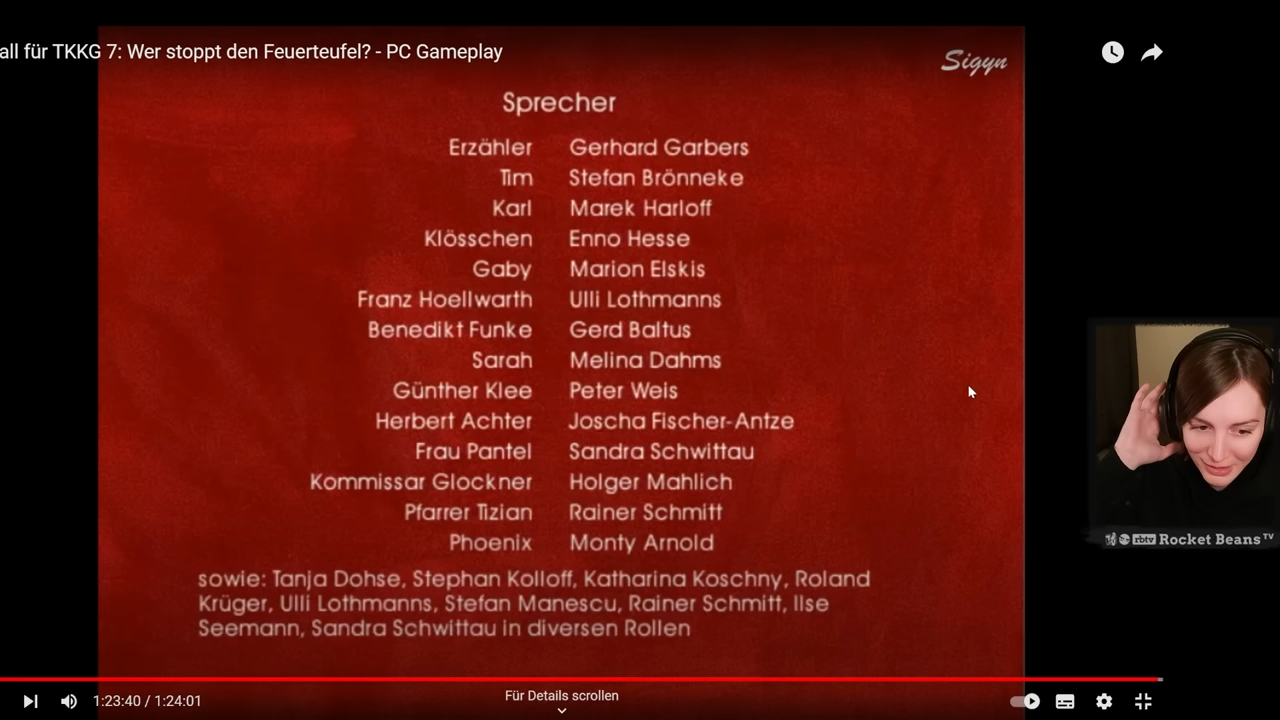 all für TKKG 7: Wer stoppt den Feuerteufel? - PC Gameplay
Sigyn
Sprecher
Erzähler Gerhard Garbers
Tim Stefan Brönneke
Karl Marek Harloff
Klösschen Enno Hesse
Gaby Marion Elskis
Franz Hoellwarth Ulli Lothmanns
Benedikt Funke Gerd Baltus
Sarah Melina Dahms
Günther Klee Peter Weis
Herbert Achter Joscha Fischer-Antze
Frau Pantel Sandra Schwittau
Kommissar Glockner Holger Mahlich
Pfarrer Tizian Rainer Schmitt
Phoenix Monty Arnold
sowie: Tanja Dohse, Stephan Kolloff, Katharina Koschny, Roland
Krüger, Ulli Lothmanns, Stefan Manescu, Rainer Schmitt, Ilse
Seemann, Sandra Schwittau in diversen Rollen
rbtv Rocket Beans TV
1:23:40 / 1:24:01
Für Details scrollen